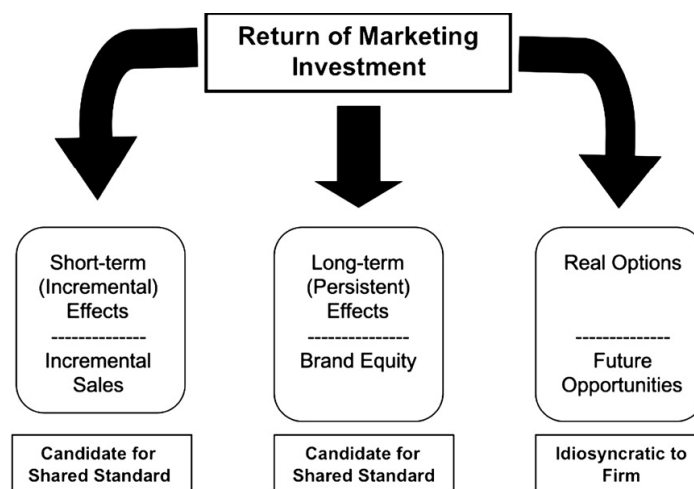 Return of Marketing
Investment
Short-term
(Incremental)
Effects
--------------
Incremental
Sales
Long-term
(Persistent)
Effects
---------------
Brand Equity
Real Options
--------------
Future
Opportunities
Candidate for
Shared Standard
Candidate for
Shared Standard
Idiosyncratic to
Firm